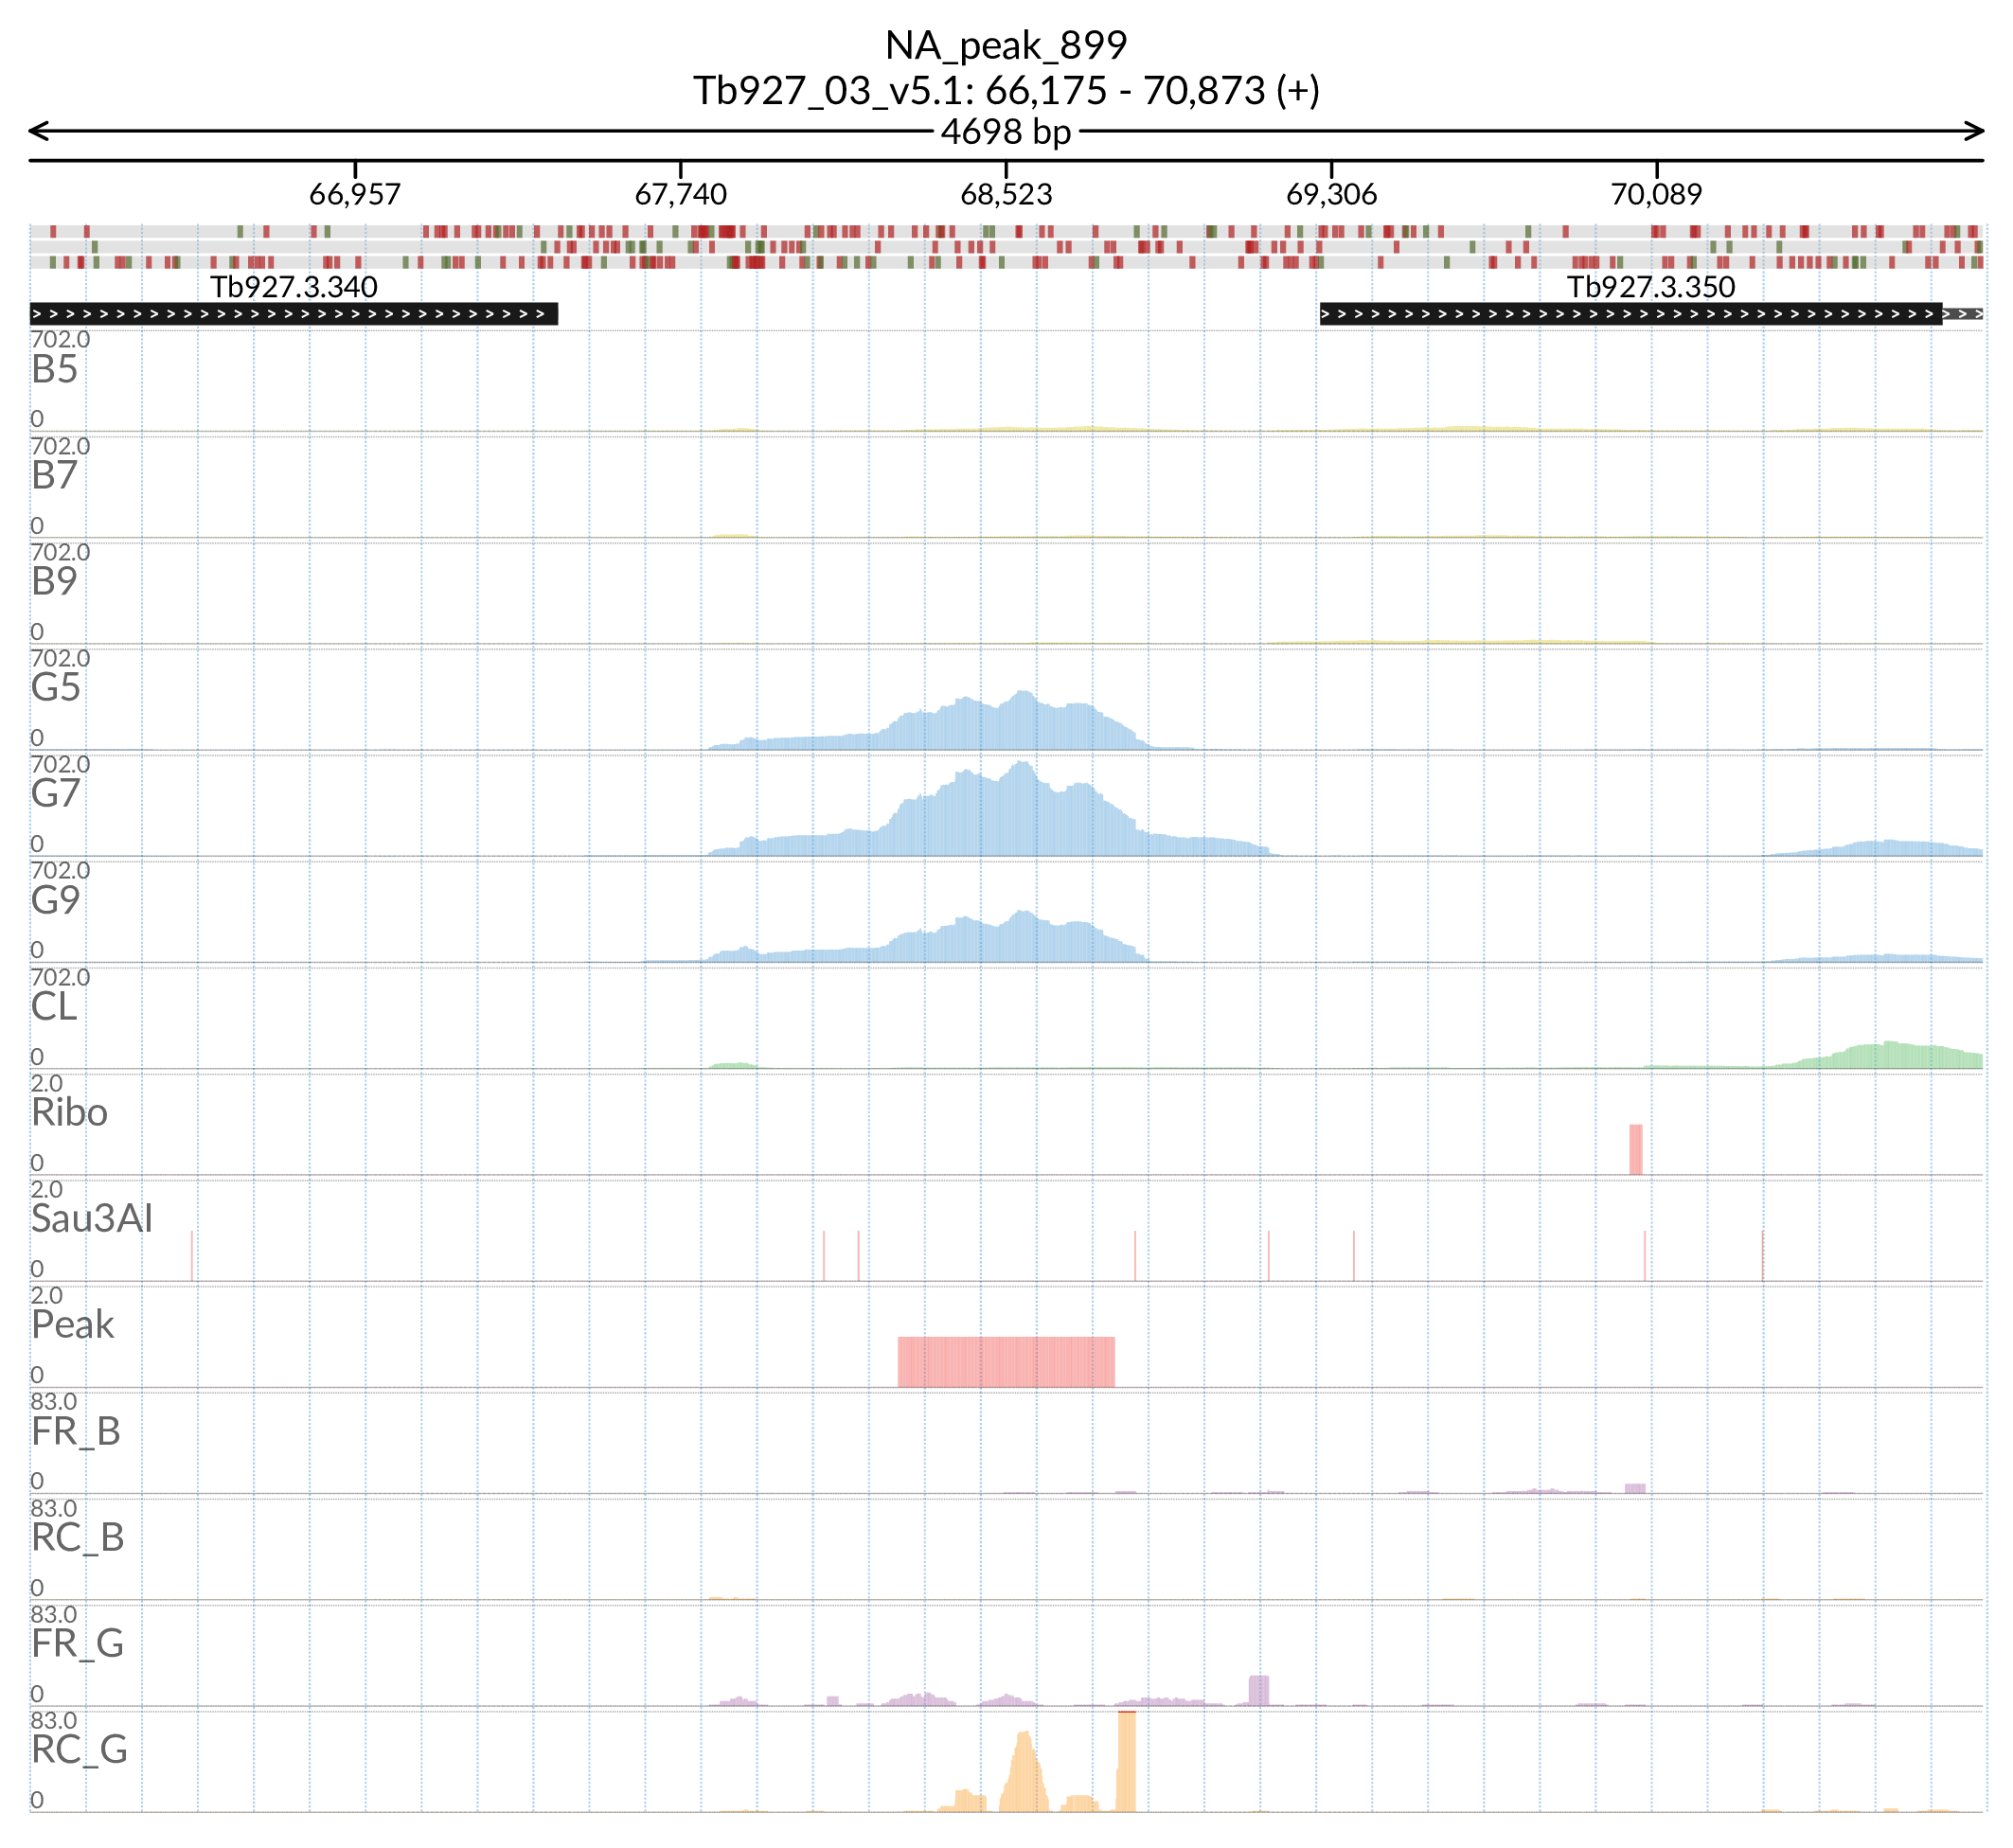 NA_peak_899
Tb927_03_v5.1: 66,175 - 70,873 (+)
4698 bp
66,957 67,740 68,523 69,306 70,089
Tb927.3.340 Tb927.3.350
702.0
B5
0
702.0
B7
0
702.0
B9
0
702.0
G5
0
702.0
G7
0
702.0
G9
0
702.0
CL
0
2.0
Ribo
0
2.0
Sau3AI
0
2.0
Peak
0
83.0
FR_B
0
83.0
RC_B
0
83.0
FR_G
0
83.0
RC_G
0